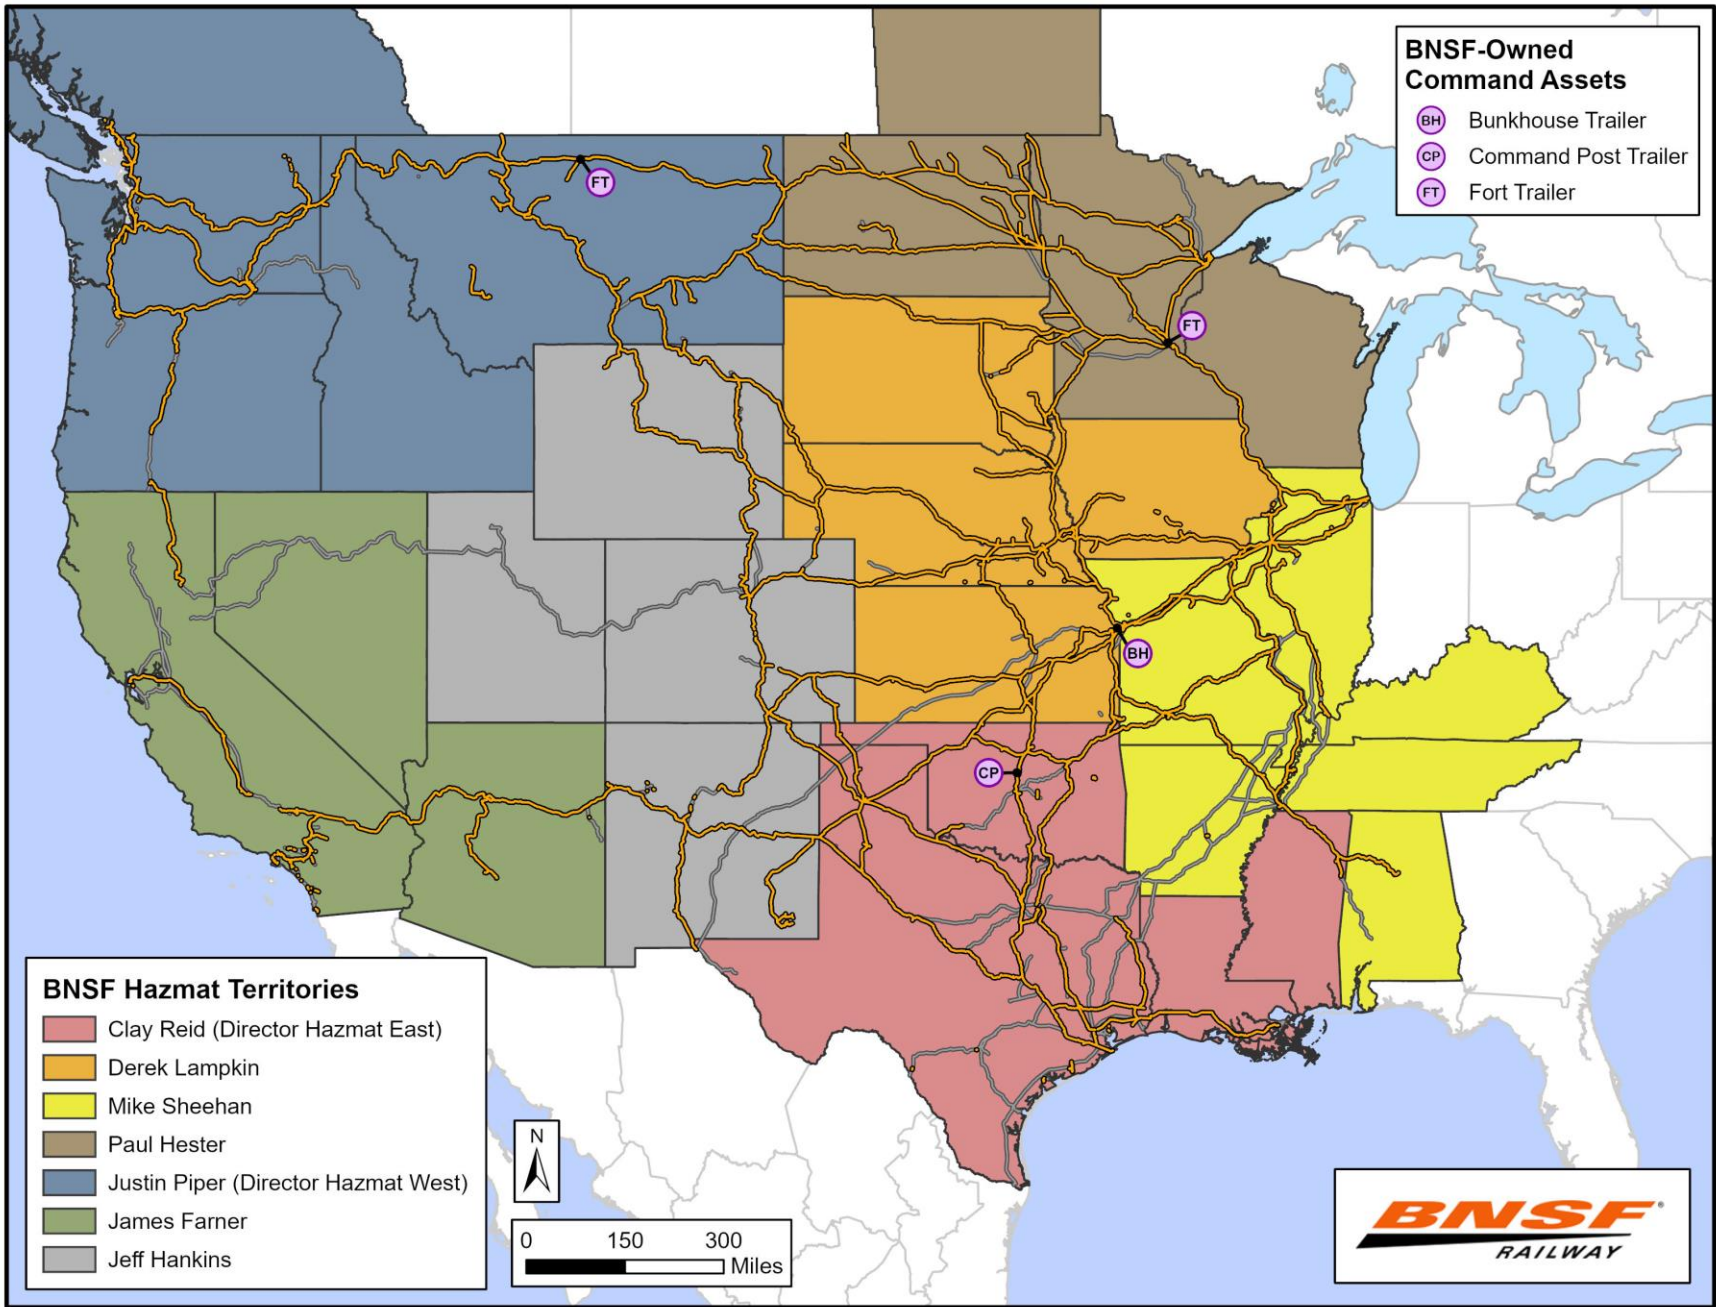 BNSF-Owned
Command Assets
BH Bunkhouse Trailer
CP Command Post Trailer
FT Fort Trailer
FT
FT
BH
CP
BNSF Hazmat Territories
Clay Reid (Director Hazmat East)
Derek Lampkin
Mike Sheehan
Paul Hester
Justin Piper (Director Hazmat West)
James Farner
Jeff Hankins
N
0 150 300
Miles
BNSF®
RAILWAY